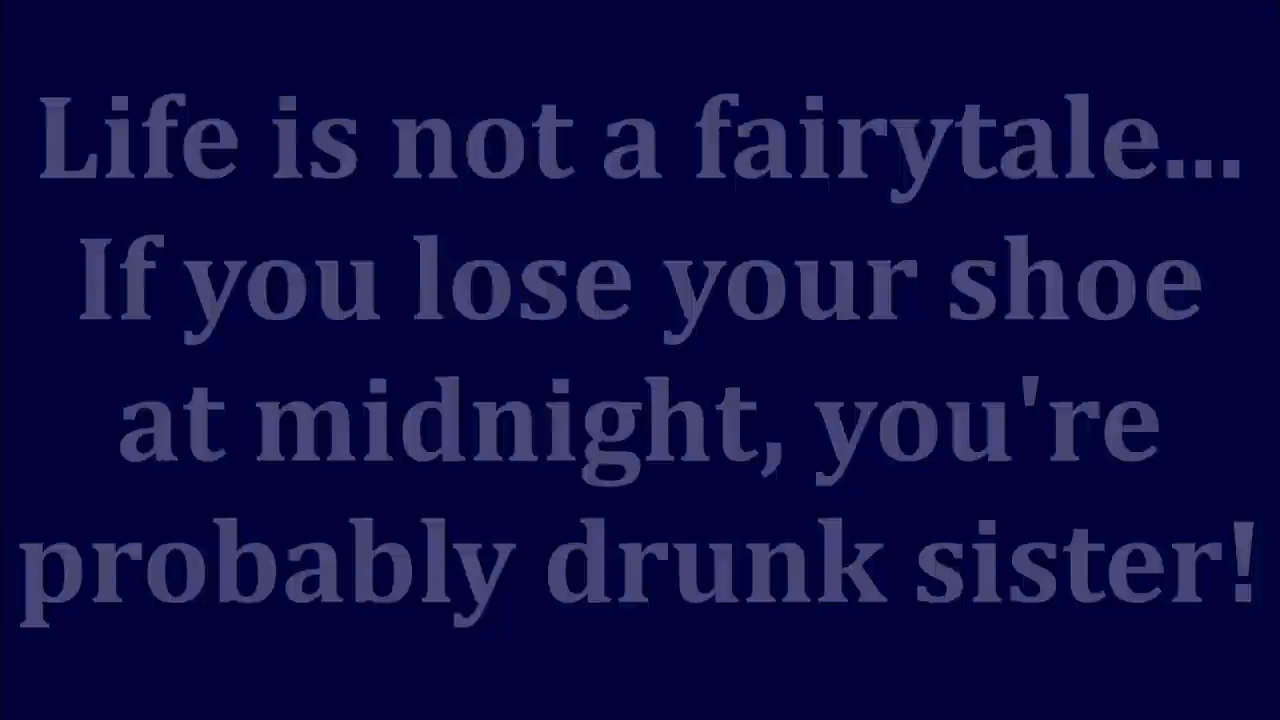 Life is not a fairytale...
If you lose your shoe
at midnight, you're
probably drunk sister!